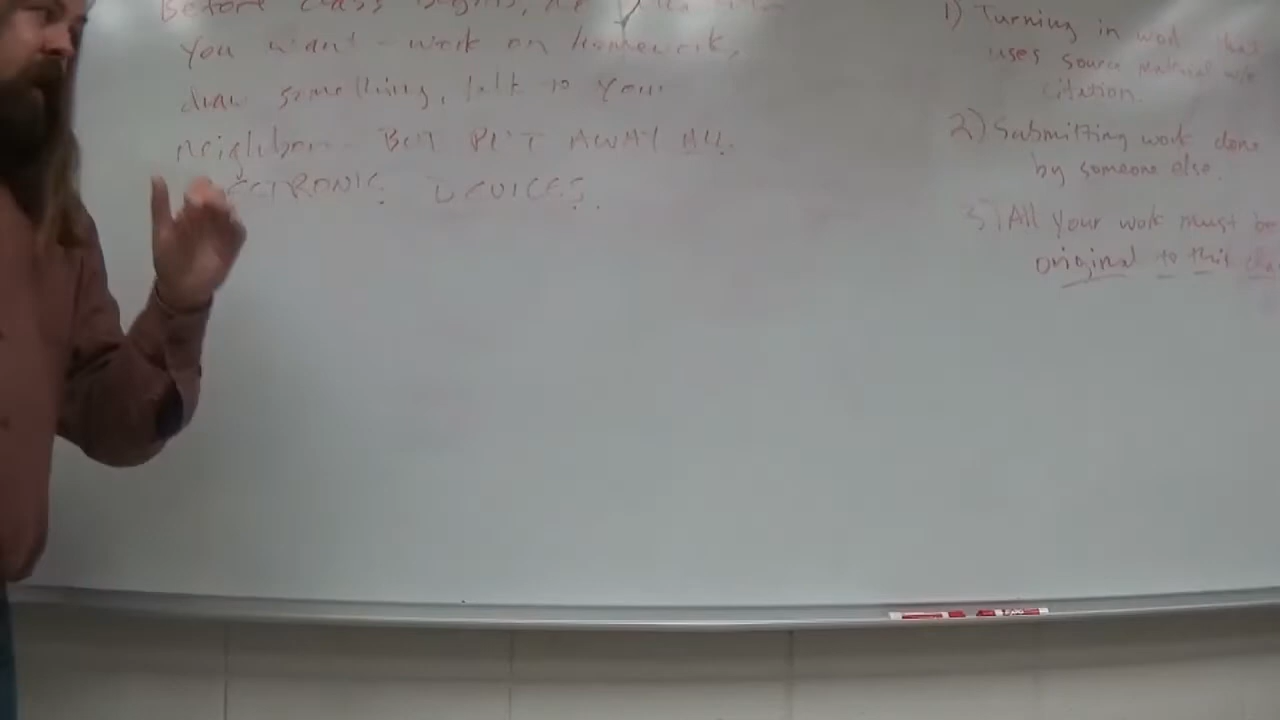 Before class begins, do
you want - work on homework,
draw something, talk to your
neighbor - BUT PUT AWAY ALL
ELECTRONIC DEVICES.
1) Turning in work that
uses source material w/o
citation.
2) Submitting work done
by someone else.
3) All your work must be
original to this class